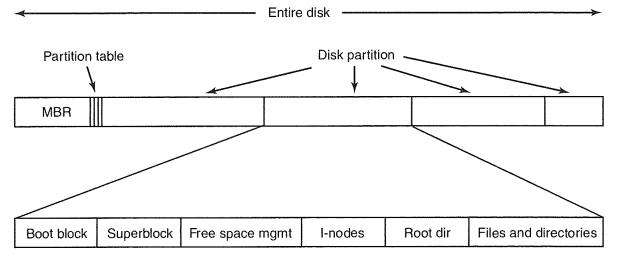 Entire disk
Partition table
Disk partition
MBR
Boot block
Superblock
Free space mgmt
I-nodes
Root dir
Files and directories